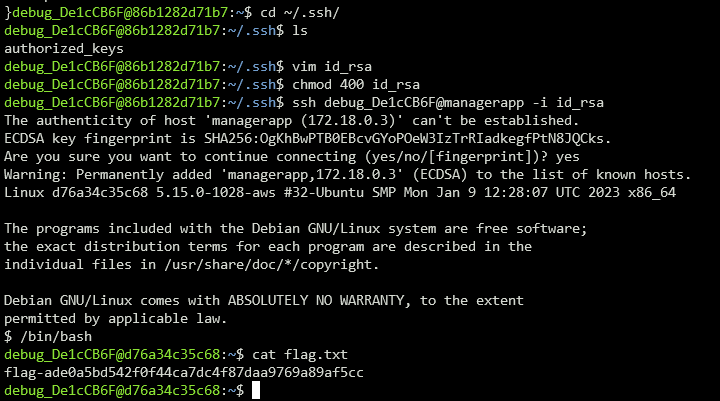 }debug_De1cCB6F@86b1282d71b7:~$ cd ~/.ssh/
debug_De1cCB6F@86b1282d71b7:~/.ssh$ ls
authorized_keys
debug_De1cCB6F@86b1282d71b7:~/.ssh$ vim id_rsa
debug_De1cCB6F@86b1282d71b7:~/.ssh$ chmod 400 id_rsa
debug_De1cCB6F@86b1282d71b7:~/.ssh$ ssh debug_De1cCB6F@managerapp -i id_rsa
The authenticity of host 'managerapp (172.18.0.3)' can't be established.
ECDSA key fingerprint is SHA256:OgKhBwPTB0EBcvGYoPOeW3IzTrRIadkegfPtN8JQCks.
Are you sure you want to continue connecting (yes/no/[fingerprint])? yes
Warning: Permanently added 'managerapp,172.18.0.3' (ECDSA) to the list of known hosts.
Linux d76a34c35c68 5.15.0-1028-aws #32-Ubuntu SMP Mon Jan 9 12:28:07 UTC 2023 x86_64

The programs included with the Debian GNU/Linux system are free software;
the exact distribution terms for each program are described in the
individual files in /usr/share/doc/*/copyright.

Debian GNU/Linux comes with ABSOLUTELY NO WARRANTY, to the extent
permitted by applicable law.
$ /bin/bash
debug_De1cCB6F@d76a34c35c68:~$ cat flag.txt
flag-ade0a5bd542f0f44ca7dc4f87daa9769a89af5cc
debug_De1cCB6F@d76a34c35c68:~$